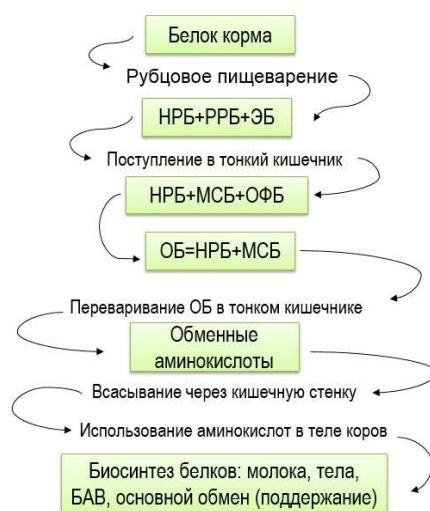 Белок корма
Рубцовое пищеварение
НРБ+РРБ+ЭБ
Поступление в тонкий кишечник
НРБ+МСБ+ОФБ
ОБ=НРБ+МСБ
Переваривание ОБ в тонком кишечнике
Обменные
аминокислоты
Всасывание через кишечную стенку
Использование аминокислот в теле коров
Биосинтез белков: молока, тела,
БАВ, основной обмен (поддержание)